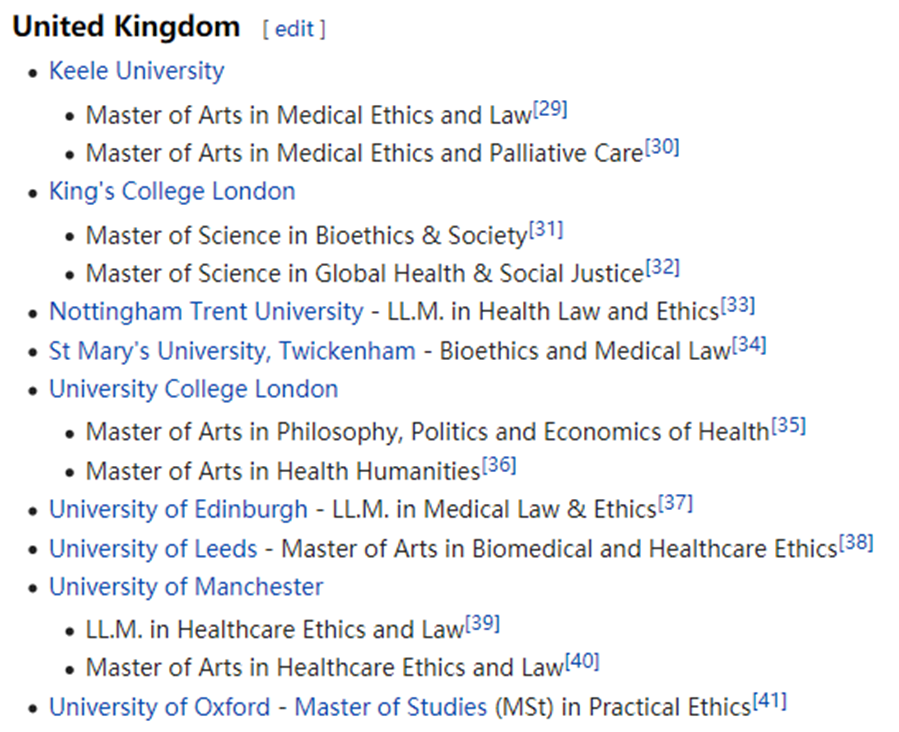 United Kingdom [ edit ]
• Keele University
• Master of Arts in Medical Ethics and Law[29]
• Master of Arts in Medical Ethics and Palliative Care[30]
• King's College London
• Master of Science in Bioethics & Society[31]
• Master of Science in Global Health & Social Justice[32]
• Nottingham Trent University - LL.M. in Health Law and Ethics[33]
• St Mary's University, Twickenham - Bioethics and Medical Law[34]
• University College London
• Master of Arts in Philosophy, Politics and Economics of Health[35]
• Master of Arts in Health Humanities[36]
• University of Edinburgh - LL.M. in Medical Law & Ethics[37]
• University of Leeds - Master of Arts in Biomedical and Healthcare Ethics[38]
• University of Manchester
• LL.M. in Healthcare Ethics and Law[39]
• Master of Arts in Healthcare Ethics and Law[40]
• University of Oxford - Master of Studies (MSt) in Practical Ethics[41]